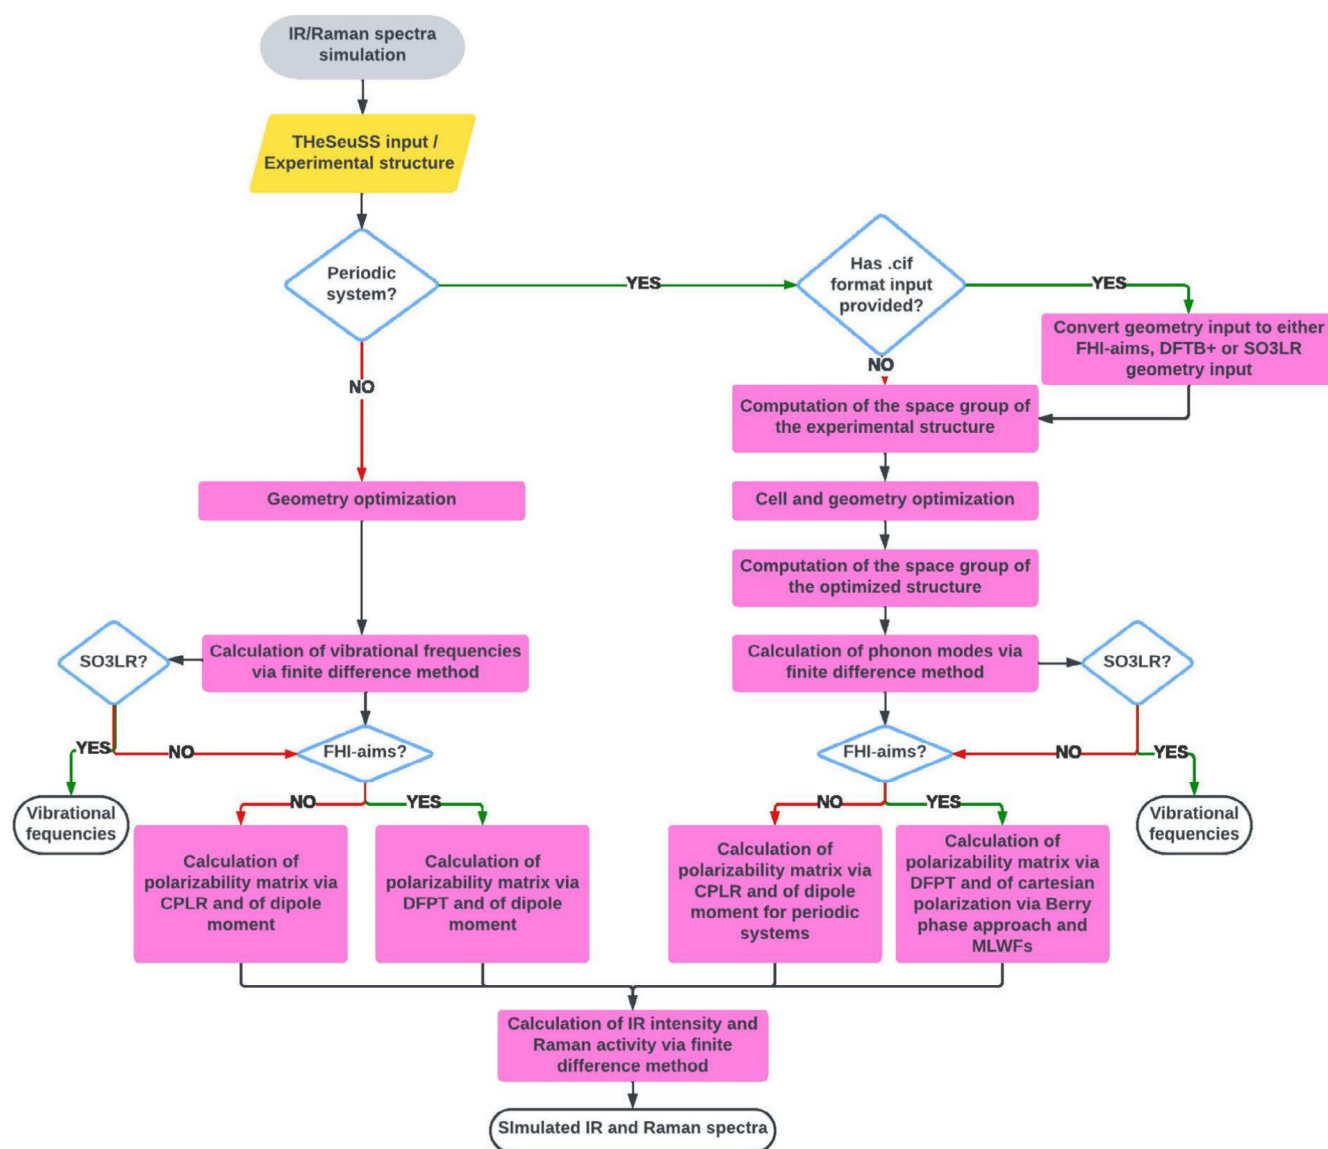 IR/Raman spectra
simulation
THeSeuSS input /
Experimental structure
Periodic
system?
YES
Has .cif
format input
provided?
YES
Convert geometry input to either
FHI-aims, DFTB+ or SO3LR
geometry input
NO
NO
Computation of the space group of
the experimental structure
Geometry optimization
Cell and geometry optimization
Computation of the space group of
the optimized structure
SO3LR?
Calculation of vibrational frequencies
via finite difference method
Calculation of phonon modes via
finite difference method
SO3LR?
YES
NO
FHI-aims?
FHI-aims?
NO
YES
Vibrational
fequencies
NO
YES
NO
YES
Vibrational
fequencies
Calculation of
polarizability matrix via
CPLR and of dipole
moment
Calculation of
polarizability matrix via
DFPT and of dipole
moment
Calculation of
polarizability matrix via
CPLR and of dipole
moment for periodic
systems
Calculation of
polarizability matrix via
DFPT and of cartesian
polarization via Berry
phase approach and
MLWFs
Calculation of IR intensity and
Raman activity via finite
difference method
SImulated IR and Raman spectra